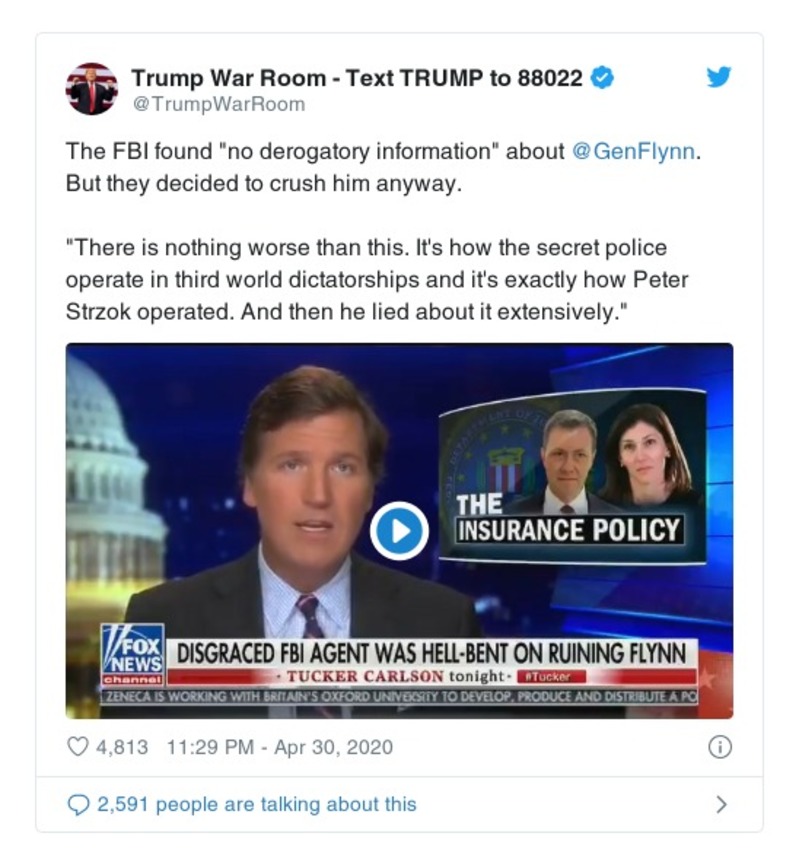 Trump War Room - Text TRUMP to 88022
@TrumpWarRoom
The FBI found "no derogatory information" about @GenFlynn.
But they decided to crush him anyway.
"There is nothing worse than this. It's how the secret police
operate in third world dictatorships and it's exactly how Peter
Strzok operated. And then he lied about it extensively."
THE
INSURANCE POLICY
FOX
NEWS
channel
DISGRACED FBI AGENT WAS HELL-BENT ON RUINING FLYNN
· TUCKER CARLSON tonight · #Tucker
ZENECA IS WORKING WITH BRITAIN'S OXFORD UNIVERSITY TO DEVELOP, PRODUCE AND DISTRIBUTE A PO
4,813 11:29 PM - Apr 30, 2020
2,591 people are talking about this